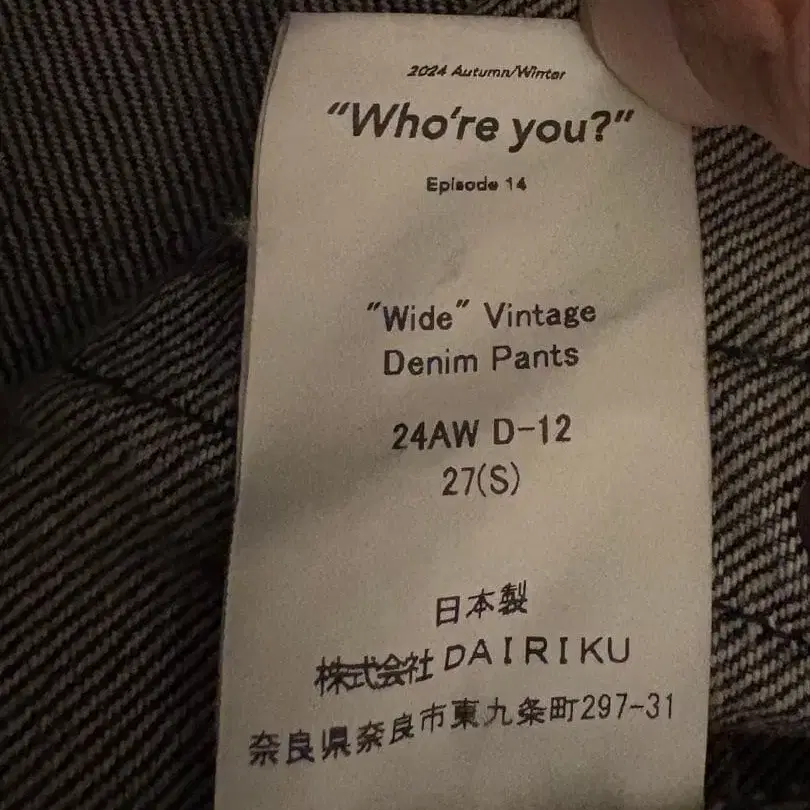 2024 Autumn/Winter
"Who're you?"
Episode 14
"Wide" Vintage
Denim Pants
24AW D-12
27(S)
日本製
株式会社 DAIRIKU
奈良県奈良市東九条町297-31